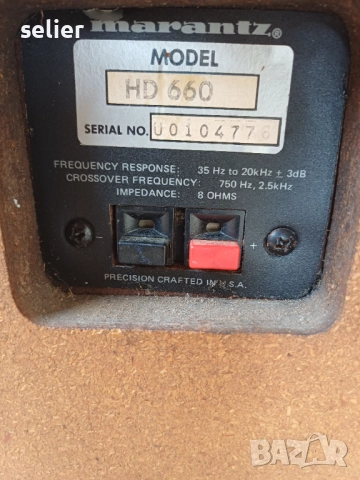 selier
marantz®
MODEL
HD 660
SERIAL NO. U0104776
FREQUENCY RESPONSE: 35 Hz to 20kHz ± 3dB
CROSSOVER FREQUENCY: 750 Hz, 2.5kHz
IMPEDANCE: 8 OHMS
- +
PRECISION CRAFTED IN U.S.A.
BAZAR